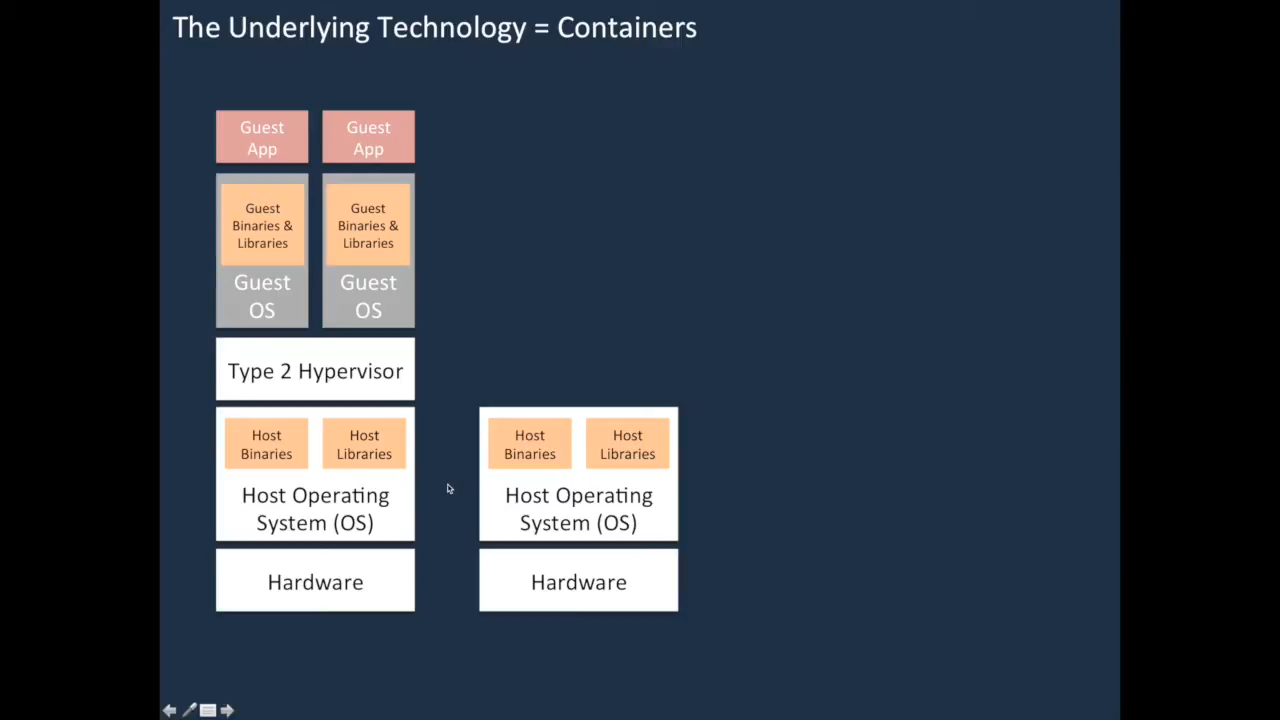 The Underlying Technology = Containers
Guest
App
Guest
App
Guest
Binaries &
Libraries
Guest
OS
Guest
Binaries &
Libraries
Guest
OS
Type 2 Hypervisor
Host
Binaries
Host
Libraries
Host Operating
System (OS)
Hardware
Host
Binaries
Host
Libraries
Host Operating
System (OS)
Hardware